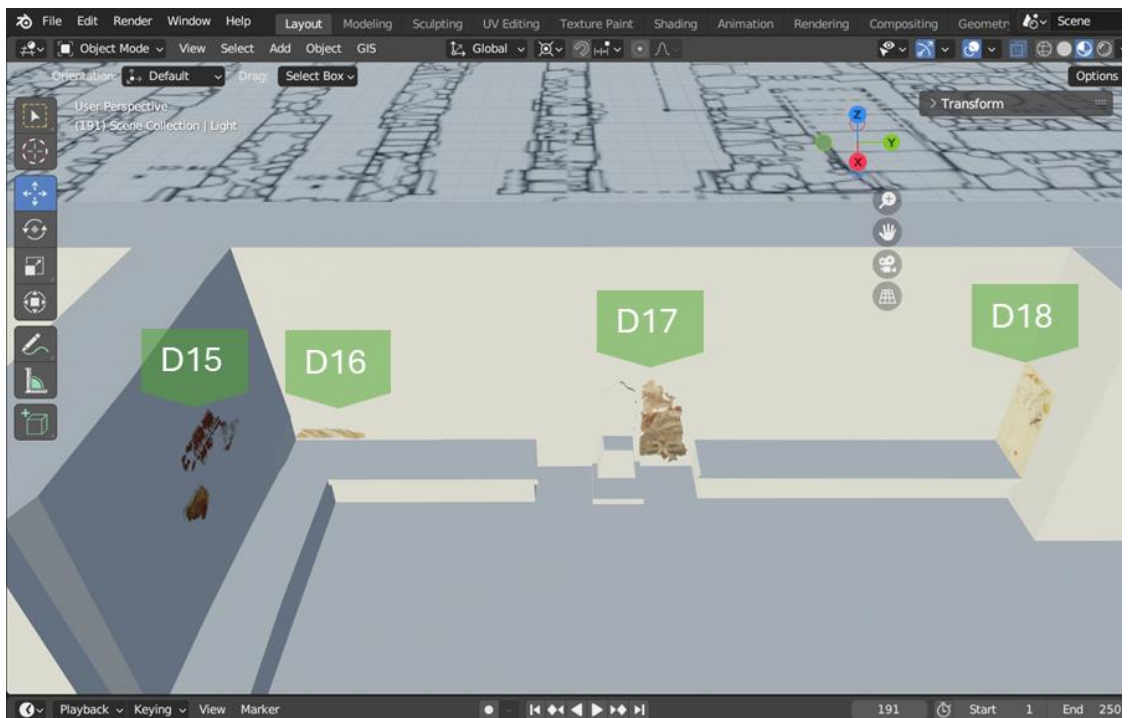 File Edit Render Window Help Layout Modeling Sculpting UV Editing Texture Paint Shading Animation Rendering Compositing Scene
Object Mode View Select Add Object GIS Global
Orientation: Default Drag: Select Box Options
User Perspective
(191) Scene Collection | Light
Transform
Z
Y
X
D15
D16
D17
D18
Playback Keying View Marker 191 Start 1 End 250